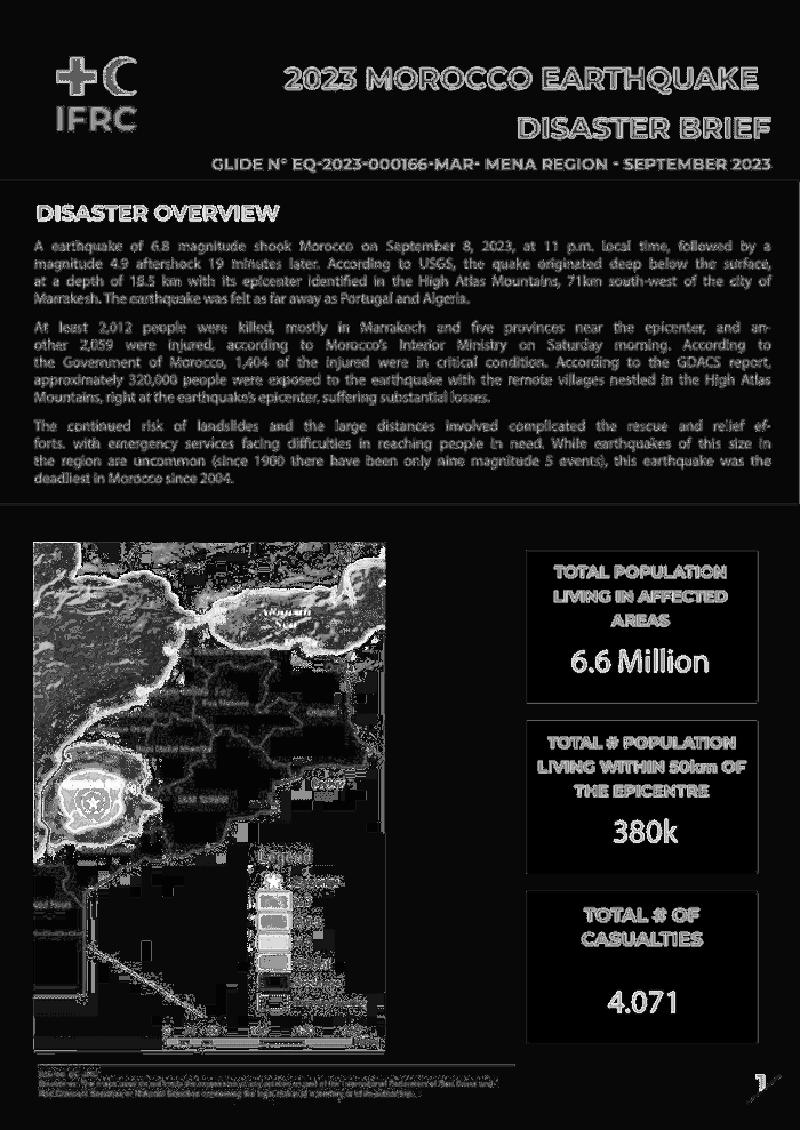 IFRC
2023 MOROCCO EARTHQUAKE
DISASTER BRIEF
GLIDE N° EQ-2023-000166-MAR• MENA REGION • SEPTEMBER 2023
DISASTER OVERVIEW
A earthquake of 6.8 magnitude shook Morocco on September 8, 2023, at 11 p.m. local time, followed by a
magnitude 4.9 aftershock 19 minutes later. According to USGS, the quake originated deep below the surface,
at a depth of 18.5 km with its epicenter identified in the High Atlas Mountains, 71km south-west of the city of
Marrakesh. The earthquake was felt as far away as Portugal and Algeria.
At least 2,012 people were killed, mostly in Marrakech and five provinces near the epicenter, and an-
other 2,059 were injured, according to Morocco's Interior Ministry on Saturday morning. According to
the Government of Morocco, 1,404 of the injured were in critical condition. According to the GDACS report,
approximately 320,000 people were exposed to the earthquake with the remote villages nestled in the High Atlas
Mountains, right at the earthquake's epicenter, suffering substantial losses.
The continued risk of landslides and the large distances involved complicated the rescue and relief ef-
forts. with emergency services facing difficulties in reaching people in need. While earthquakes of this size in
the region are uncommon (since 1900 there have been only nine magnitude 5 events), this earthquake was the
deadliest in Morocco since 2004.
TOTAL POPULATION
LIVING IN AFFECTED
AREAS
6.6 Million
TOTAL # POPULATION
LIVING WITHIN 50km OF
THE EPICENTRE
380k
TOTAL # OF
CASUALTIES
4.071
Legend
1